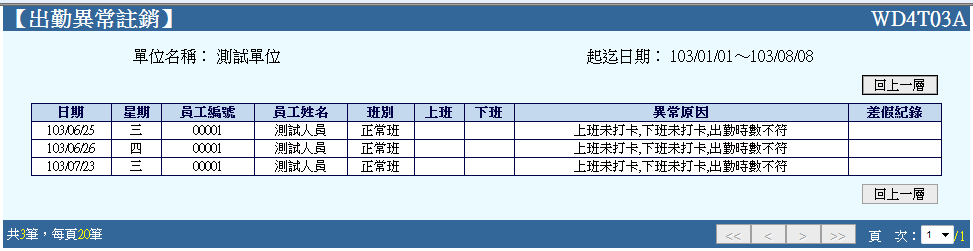 【出勤異常註銷】 WD4T03A
單位名稱： 測試單位 起迄日期： 103/01/01～103/08/08
回上一層
日期 星期 員工編號 員工姓名 班別 上班 下班 異常原因 差假紀錄
103/06/25 三 00001 測試人員 正常班 上班未打卡,下班未打卡,出勤時數不符
103/06/26 四 00001 測試人員 正常班 上班未打卡,下班未打卡,出勤時數不符
103/07/23 三 00001 測試人員 正常班 上班未打卡,下班未打卡,出勤時數不符
回上一層
共3筆，每頁20筆 << < > >> 頁 次： 1 /1